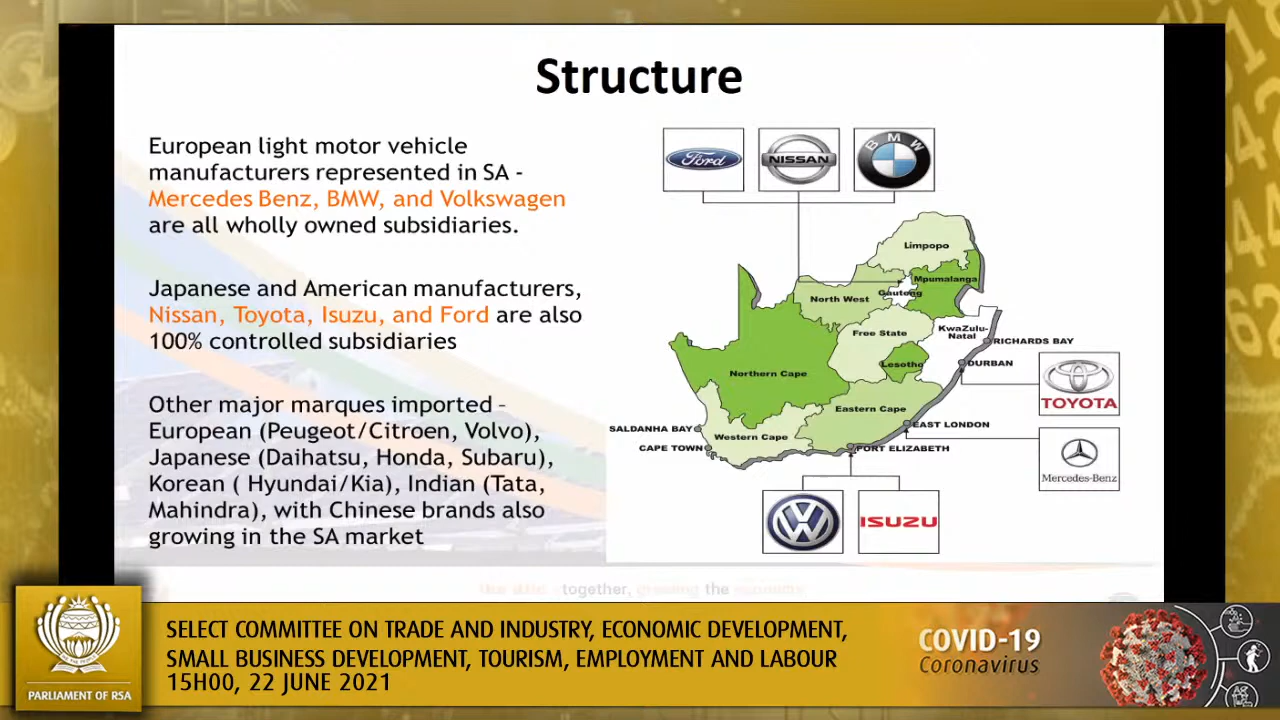 Structure
European light motor vehicle
manufacturers represented in SA -
Mercedes Benz, BMW, and Volkswagen
are all wholly owned subsidiaries.
Japanese and American manufacturers,
Nissan, Toyota, Isuzu, and Ford are also
100% controlled subsidiaries
Other major marques imported –
European (Peugeot/Citroen, Volvo),
Japanese (Daihatsu, Honda, Subaru),
Korean ( Hyundai/Kia), Indian (Tata,
Mahindra), with Chinese brands also
growing in the SA market
Ford
NISSAN
BMW
Limpopo
Mpumalanga
Gauteng
North West
Free State
KwaZulu-
Natal
RICHARDS BAY
Lesotho
DURBAN
Northern Cape
TOYOTA
Eastern Cape
EAST LONDON
SALDANHA BAY
Western Cape
CAPE TOWN
PORT ELIZABETH
Mercedes-Benz
ISUZU
together, growing the economy
SELECT COMMITTEE ON TRADE AND INDUSTRY, ECONOMIC DEVELOPMENT,
SMALL BUSINESS DEVELOPMENT, TOURISM, EMPLOYMENT AND LABOUR
15H00, 22 JUNE 2021
PARLIAMENT OF RSA
COVID-19
Coronavirus